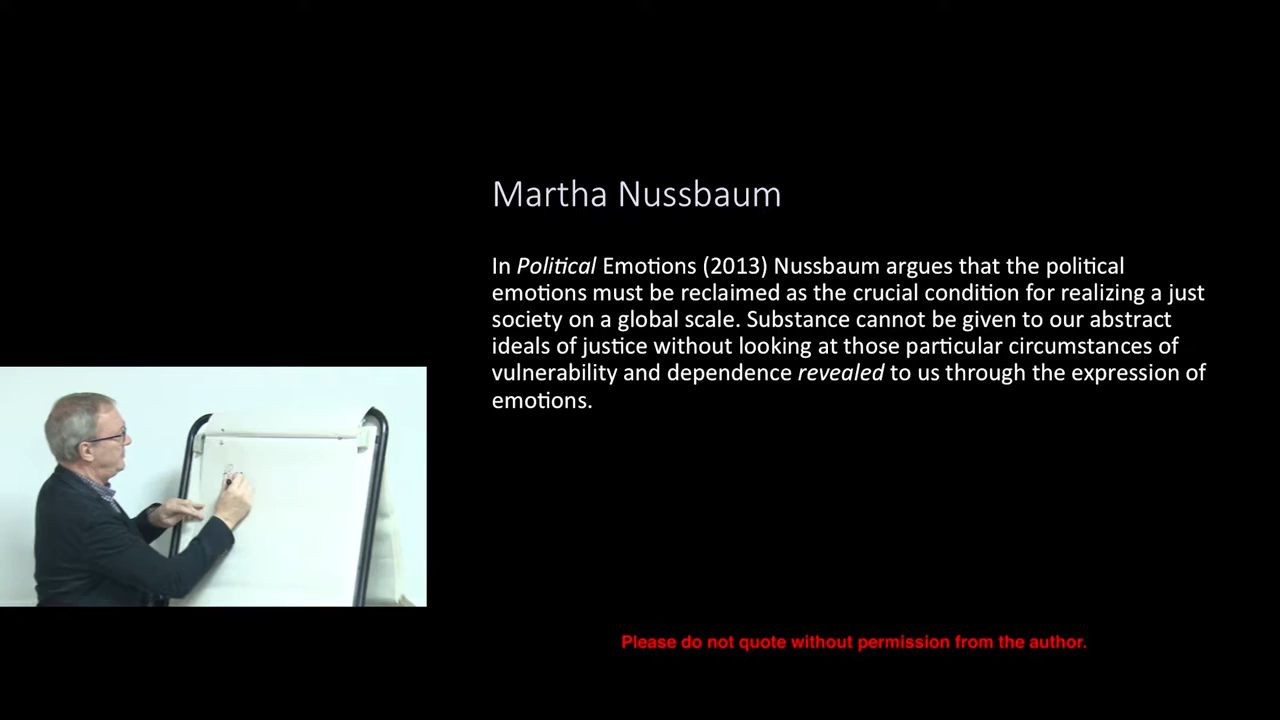 Martha Nussbaum
In Political Emotions (2013) Nussbaum argues that the political
emotions must be reclaimed as the crucial condition for realizing a just
society on a global scale. Substance cannot be given to our abstract
ideals of justice without looking at those particular circumstances of
vulnerability and dependence revealed to us through the expression of
emotions.
Please do not quote without permission from the author.